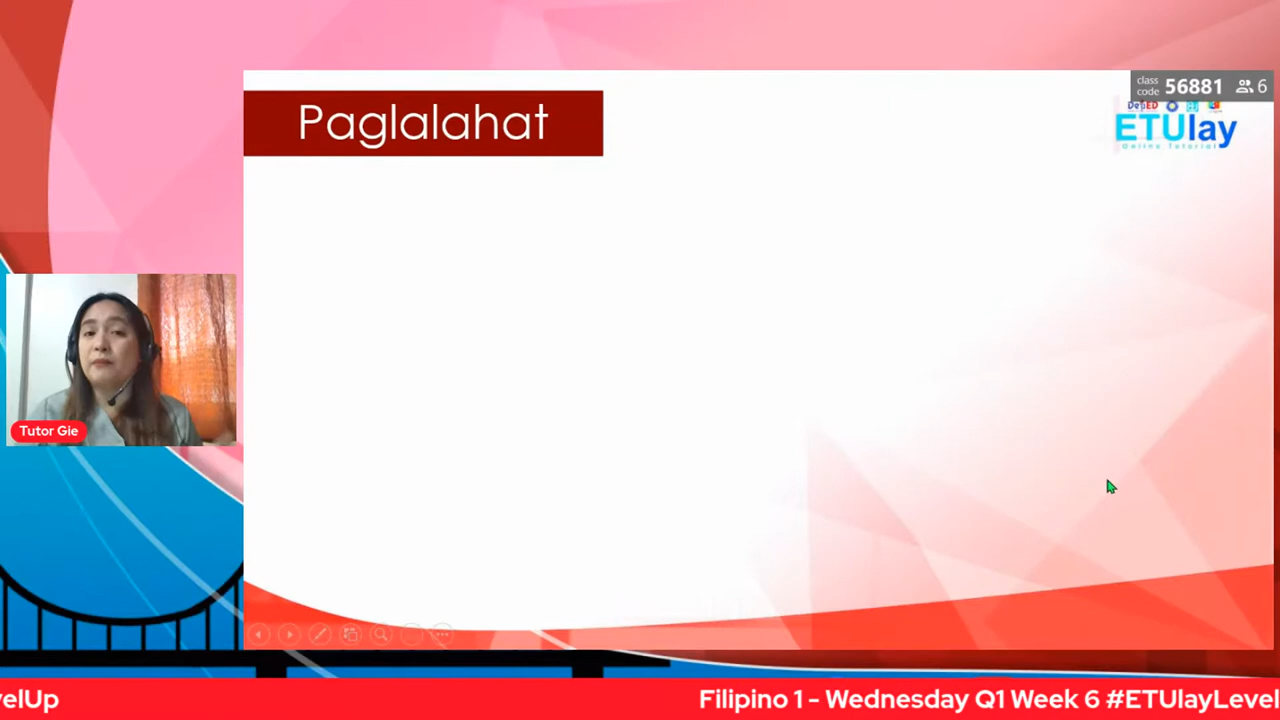 Paglalahat
class code 56881 6
DepED
ETUlay
Online Tutorial
Tutor Gie
velUp
Filipino 1 - Wednesday Q1 Week 6 #ETUlayLevel